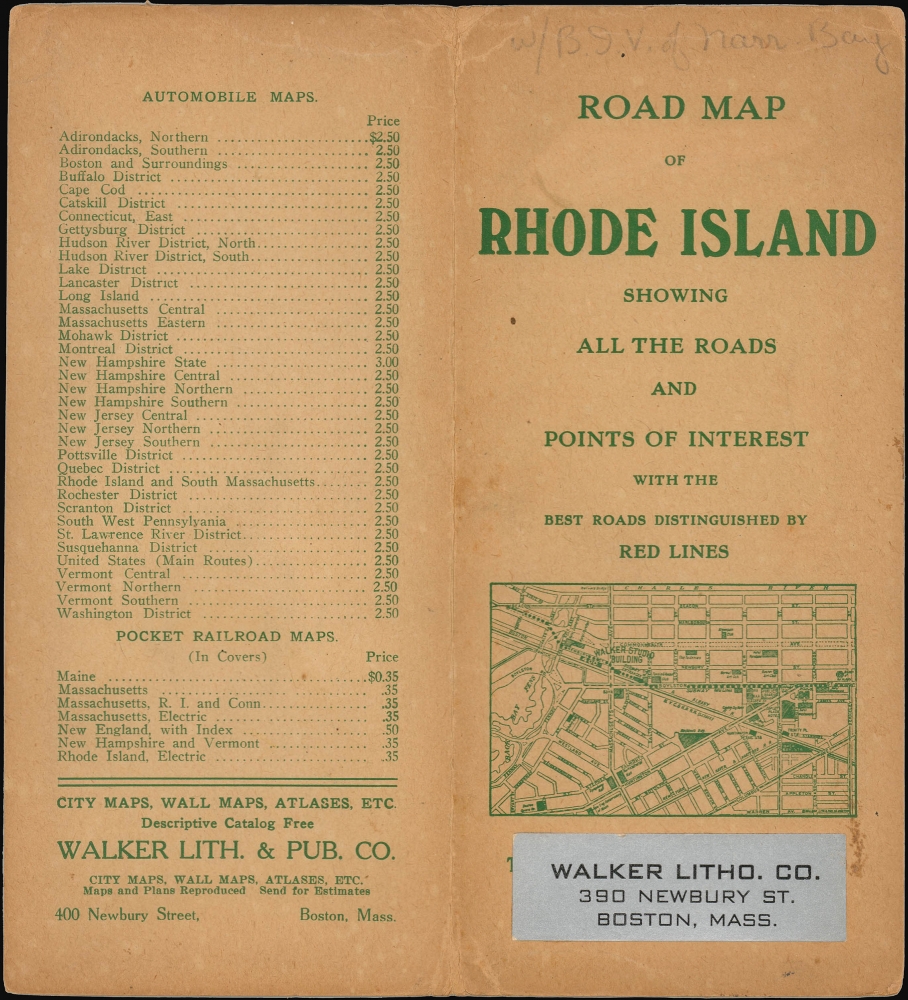 AUTOMOBILE MAPS.
Price
Adirondacks, Northern .................... $2.50
Adirondacks, Southern .................... 2.50
Boston and Surroundings .................... 2.50
Buffalo District .................... 2.50
Cape Cod .................... 2.50
Catskill District .................... 2.50
Connecticut, East .................... 2.50
Gettysburg District .................... 2.50
Hudson River District, North .................... 2.50
Hudson River District, South .................... 2.50
Lake District .................... 2.50
Lancaster District .................... 2.50
Long Island .................... 2.50
Massachusetts Central .................... 2.50
Massachusetts Eastern .................... 2.50
Mohawk District .................... 2.50
Montreal District .................... 2.50
New Hampshire State .................... 3.00
New Hampshire Central .................... 2.50
New Hampshire Northern .................... 2.50
New Hampshire Southern .................... 2.50
New Jersey Central .................... 2.50
New Jersey Northern .................... 2.50
New Jersey Southern .................... 2.50
Pottsville District .................... 2.50
Quebec District .................... 2.50
Rhode Island and South Massachusetts .................... 2.50
Rochester District .................... 2.50
Scranton District .................... 2.50
South West Pennsylvania .................... 2.50
St. Lawrence River District .................... 2.50
Susquehanna District .................... 2.50
United States (Main Routes) .................... 2.50
Vermont Central .................... 2.50
Vermont Northern .................... 2.50
Vermont Southern .................... 2.50
Washington District .................... 2.50
POCKET RAILROAD MAPS.
(In Covers) Price
Maine .................... $0.35
Massachusetts .................... .35
Massachusetts, R. I. and Conn. .................... .35
Massachusetts, Electric .................... .35
New England, with Index .................... .50
New Hampshire and Vermont .................... .35
Rhode Island, Electric .................... .35
CITY MAPS, WALL MAPS, ATLASES, ETC.
Descriptive Catalog Free
WALKER LITH. & PUB. CO.
CITY MAPS, WALL MAPS, ATLASES, ETC.
Maps and Plans Reproduced Send for Estimates
400 Newbury Street, Boston, Mass.
w/ B.S.V. of Narr Bay
ROAD MAP
OF
RHODE ISLAND
SHOWING
ALL THE ROADS
AND
POINTS OF INTEREST
WITH THE
BEST ROADS DISTINGUISHED BY
RED LINES
CHARLES RIVER
WALKER STUDIO
BUILDING
WALKER LITHO. CO.
390 NEWBURY ST.
BOSTON, MASS.